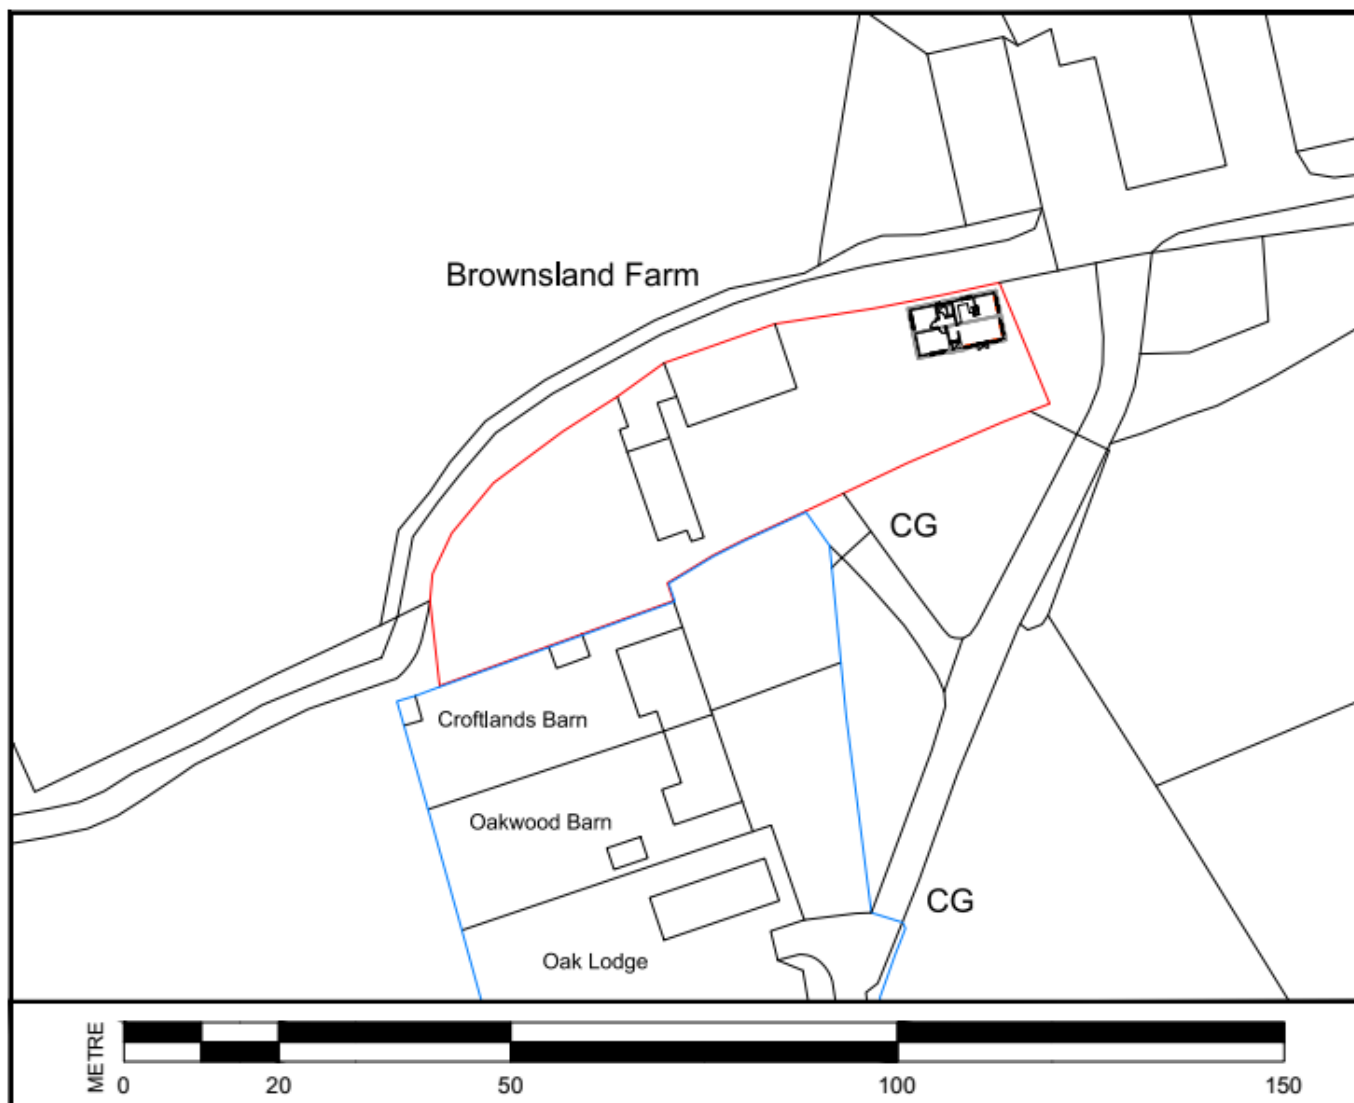 Brownsland Farm
CG
Croftlands Barn
Oakwood Barn
CG
Oak Lodge
METRE
0 20 50 100 150